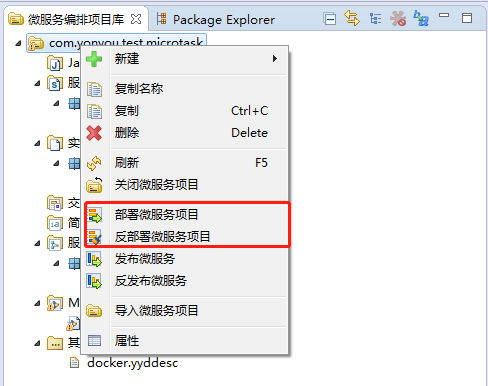 微服务编排项目库 Package Explorer
com.yonyou.test.microtask
Ja
服
实
交
简
服
M
其
docker.yyddesc
新建
复制名称
复制 Ctrl+C
删除 Delete
刷新 F5
关闭微服务项目
部署微服务项目
反部署微服务项目
发布微服务
反发布微服务
导入微服务项目
属性